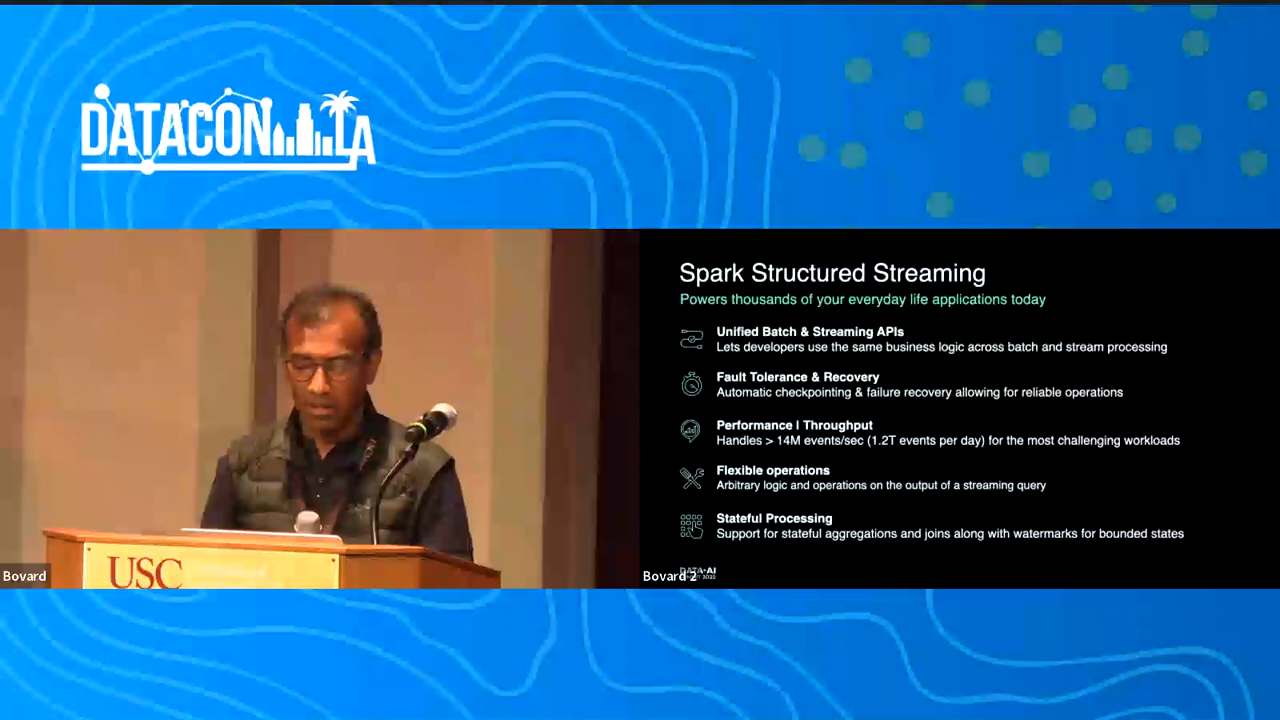 DATACON LA
Spark Structured Streaming
Powers thousands of your everyday life applications today
Unified Batch & Streaming APIs
Lets developers use the same business logic across batch and stream processing
Fault Tolerance & Recovery
Automatic checkpointing & failure recovery allowing for reliable operations
Performance | Throughput
Handles > 14M events/sec (1.2T events per day) for the most challenging workloads
Flexible operations
Arbitrary logic and operations on the output of a streaming query
Stateful Processing
Support for stateful aggregations and joins along with watermarks for bounded states
USC
DATA+AI
Bovard
Bovard 2